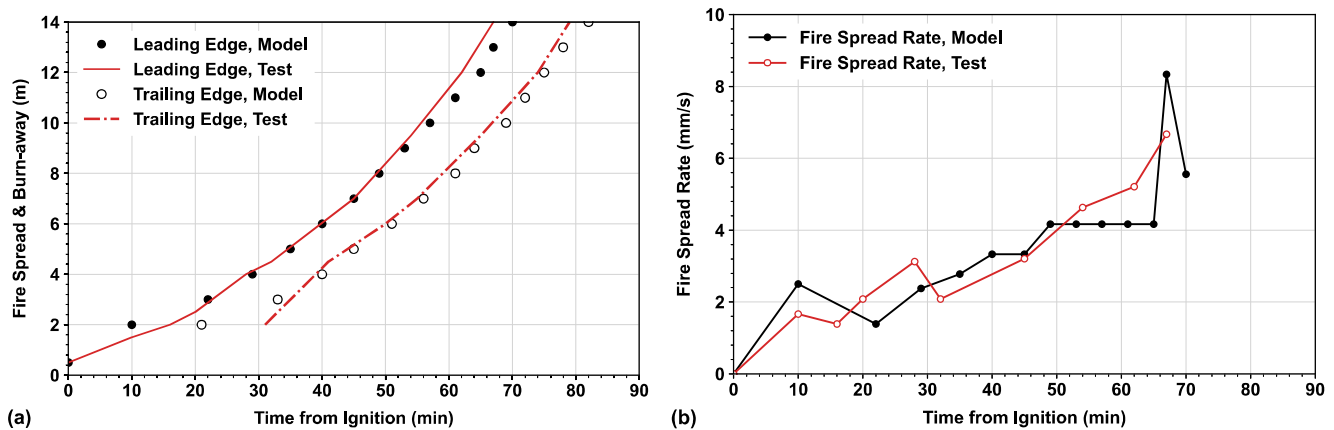 14
12
10
8
6
4
2
0
Fire Spread & Burn-away (m)
Leading Edge, Model
Leading Edge, Test
Trailing Edge, Model
Trailing Edge, Test
0 10 20 30 40 50 60 70 80 90
Time from Ignition (min)
(a)
10
8
6
4
2
0
Fire Spread Rate (mm/s)
Fire Spread Rate, Model
Fire Spread Rate, Test
0 10 20 30 40 50 60 70 80 90
Time from Ignition (min)
(b)